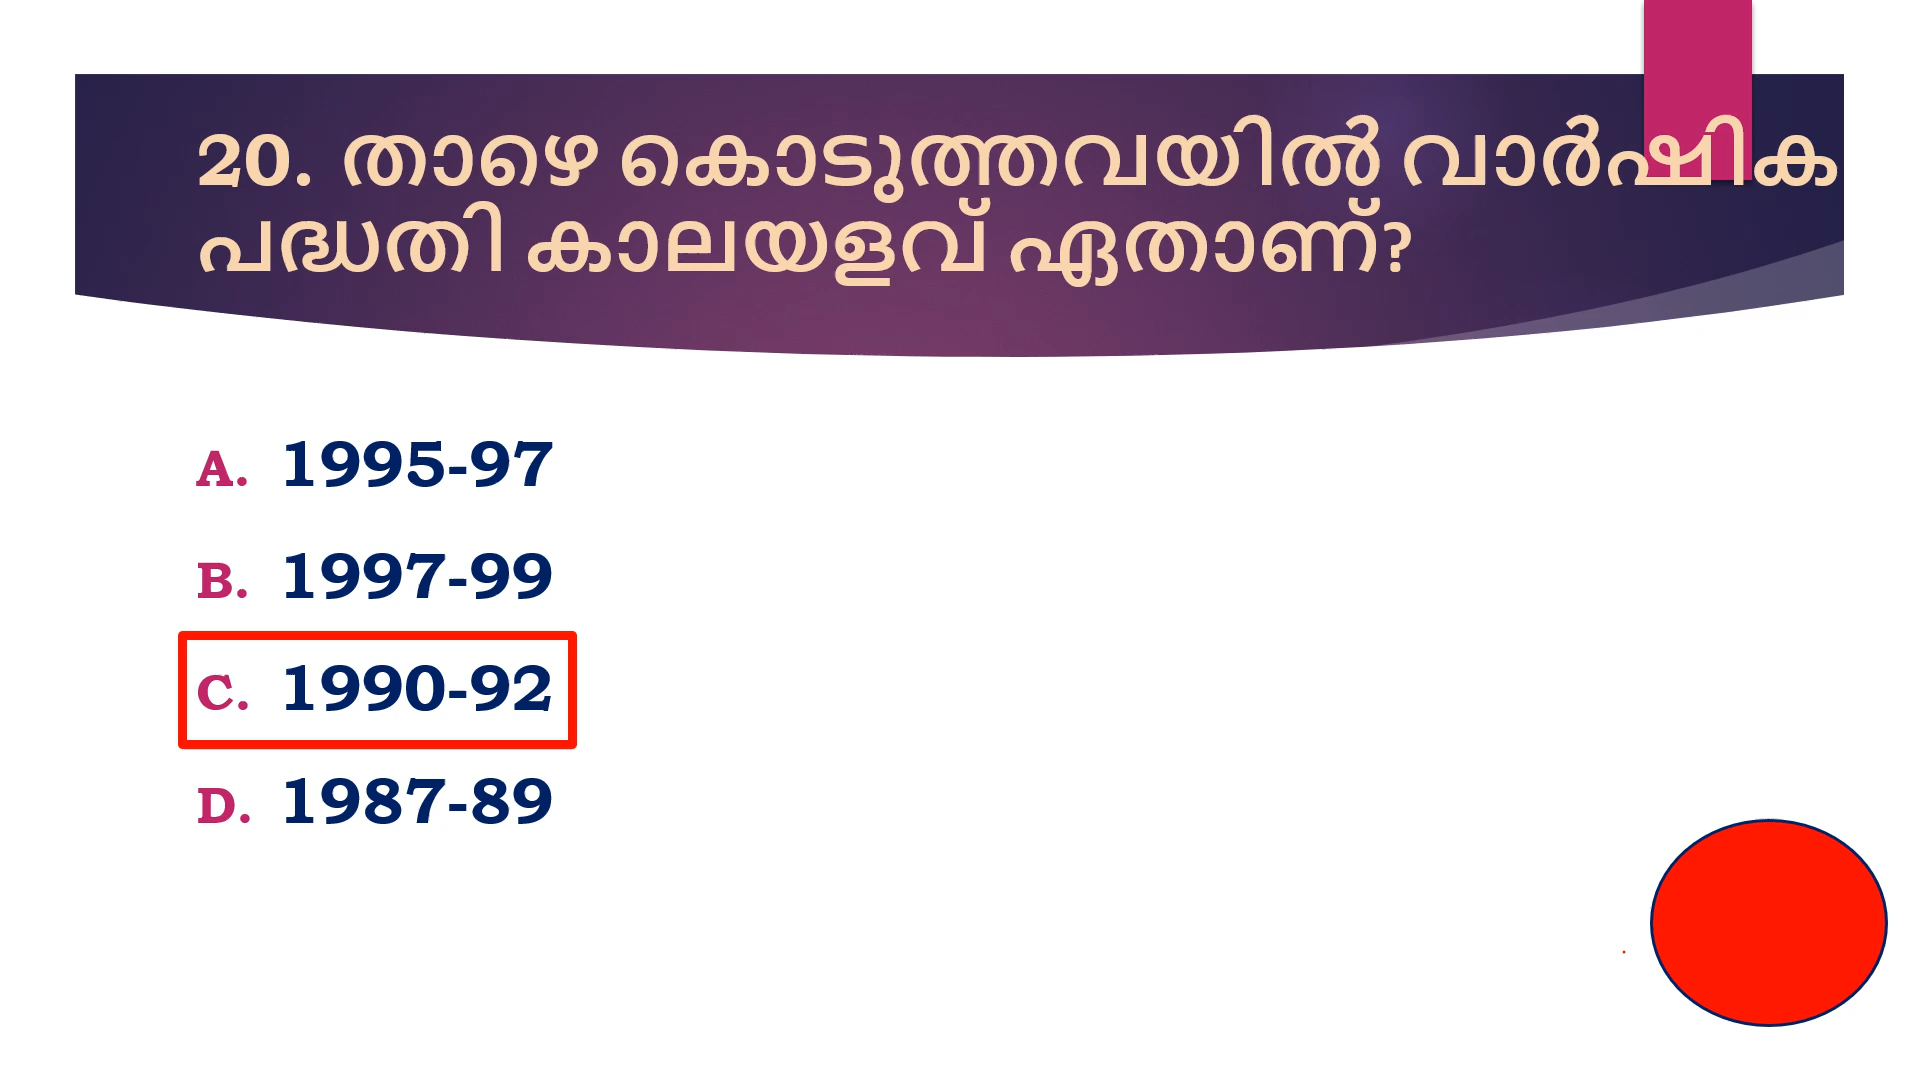 20. താഴെ കൊടുത്തവയിൽ വാർഷിക
പദ്ധതി കാലയളവ് ഏതാണ്?
A. 1995-97
B. 1997-99
C. 1990-92
D. 1987-89